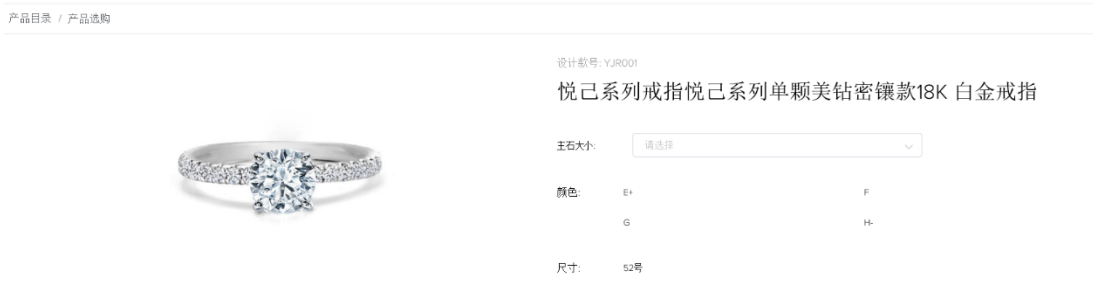 产品目录 / 产品选购
设计款号: YJR001
悦己系列戒指悦己系列单颗美钻密镶款18K 白金戒指
主石大小: 请选择
颜色: E+ F
G H-
尺寸: 52号